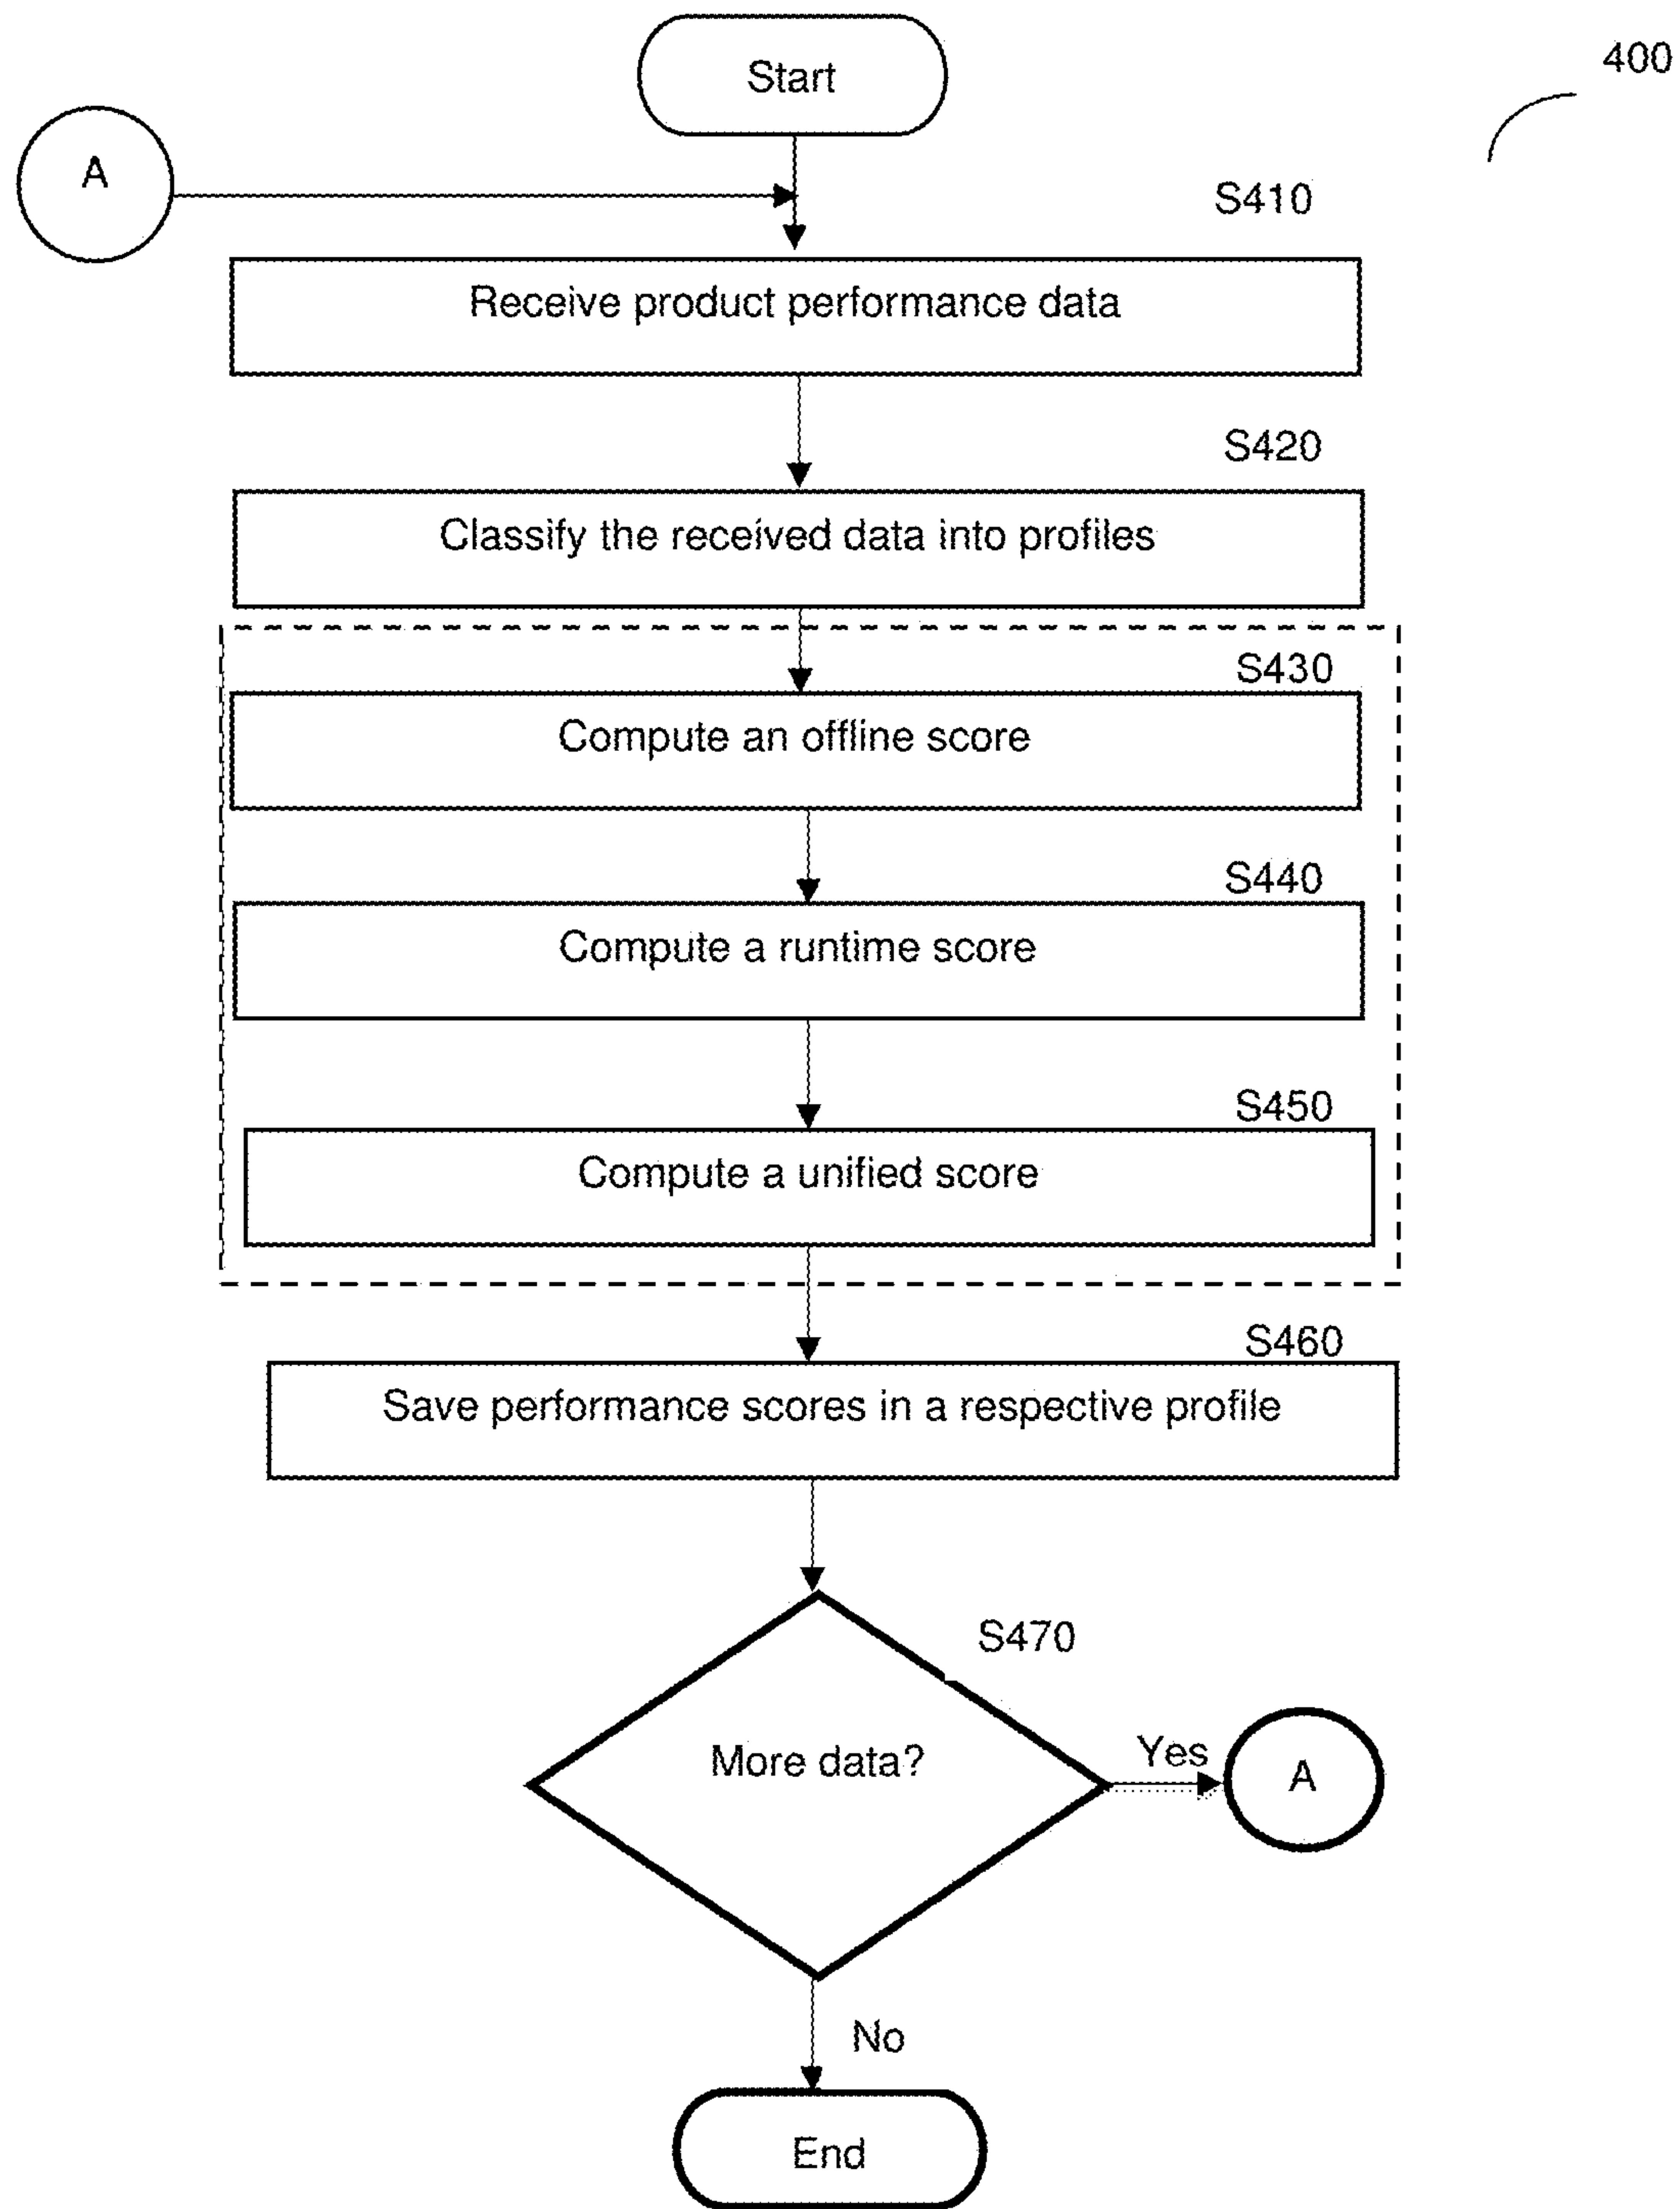 Start
400
A
S410
Receive product performance data
S420
Classify the received data into profiles
S430
Compute an offline score
S440
Compute a runtime score
S450
Compute a unified score
S460
Save performance scores in a respective profile
S470
More data?
Yes
A
No
End